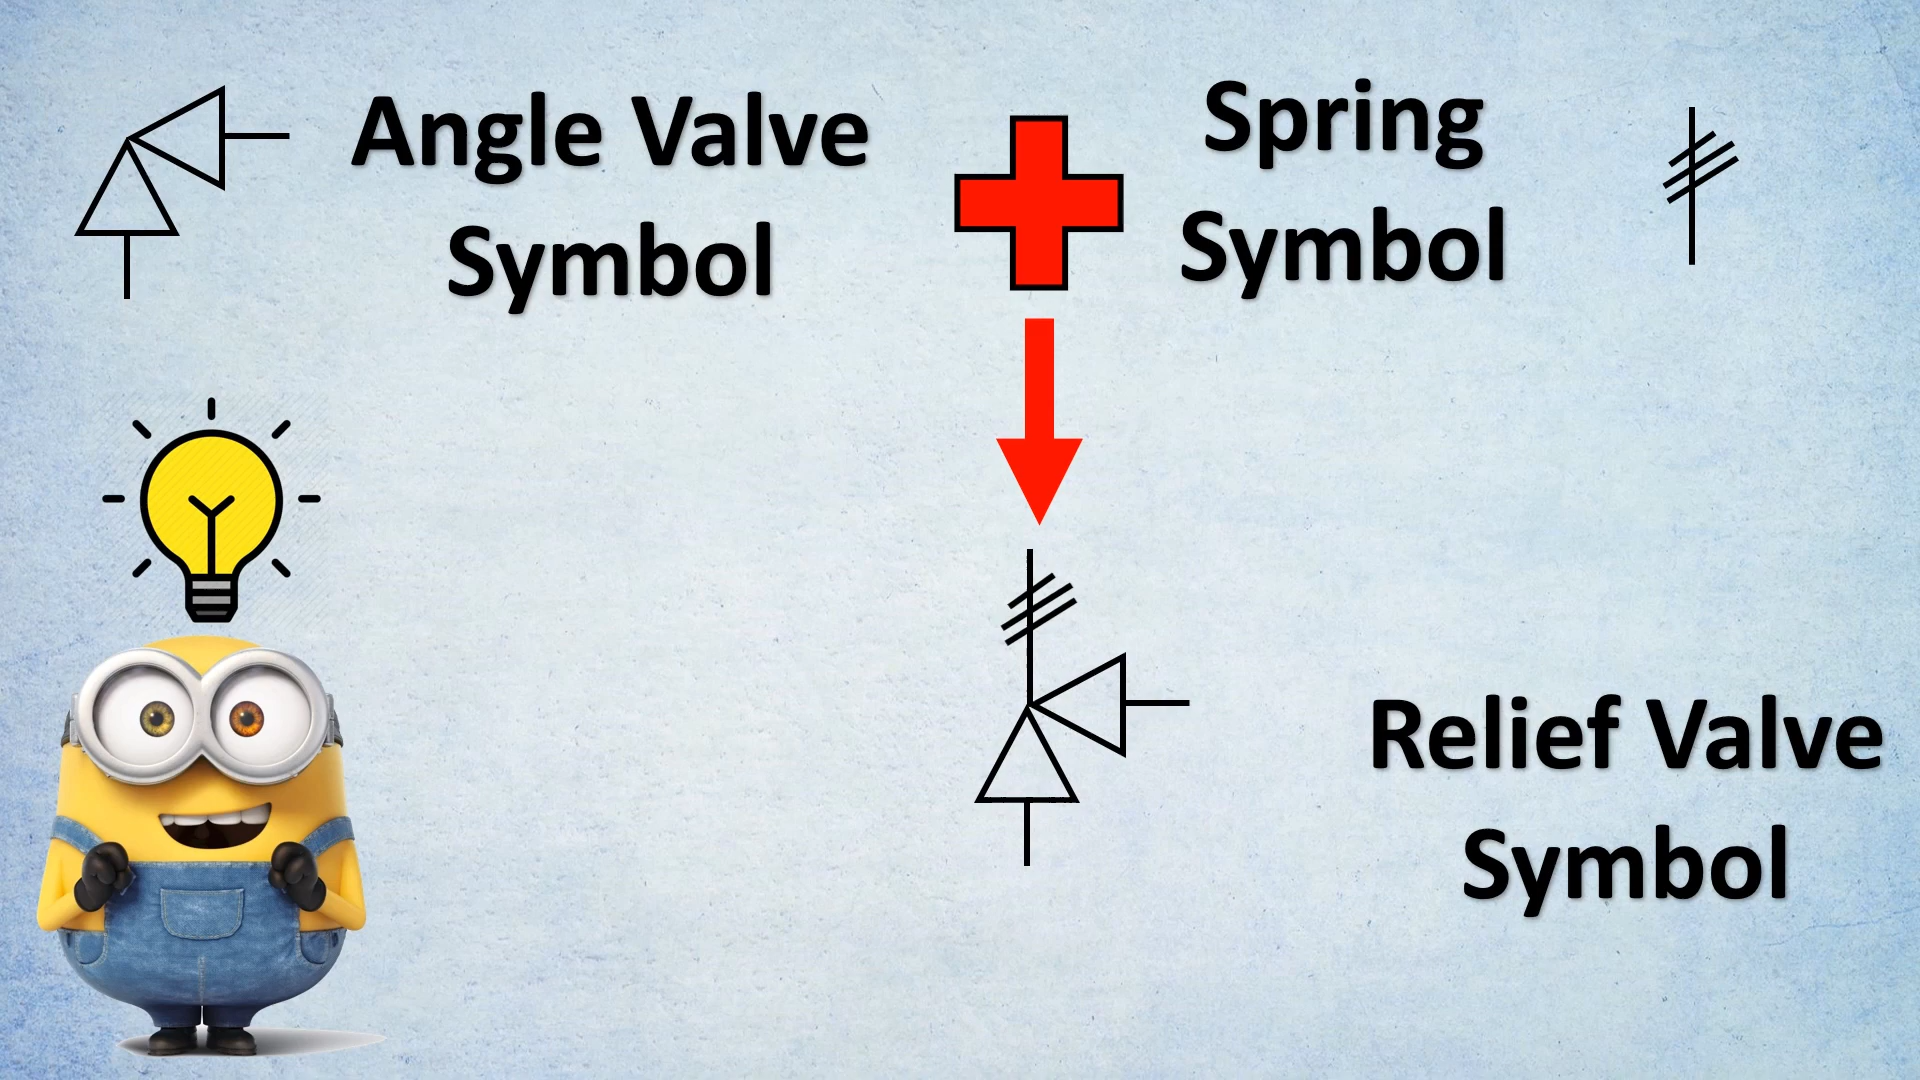 Angle Valve
Symbol
Spring
Symbol
Relief Valve
Symbol